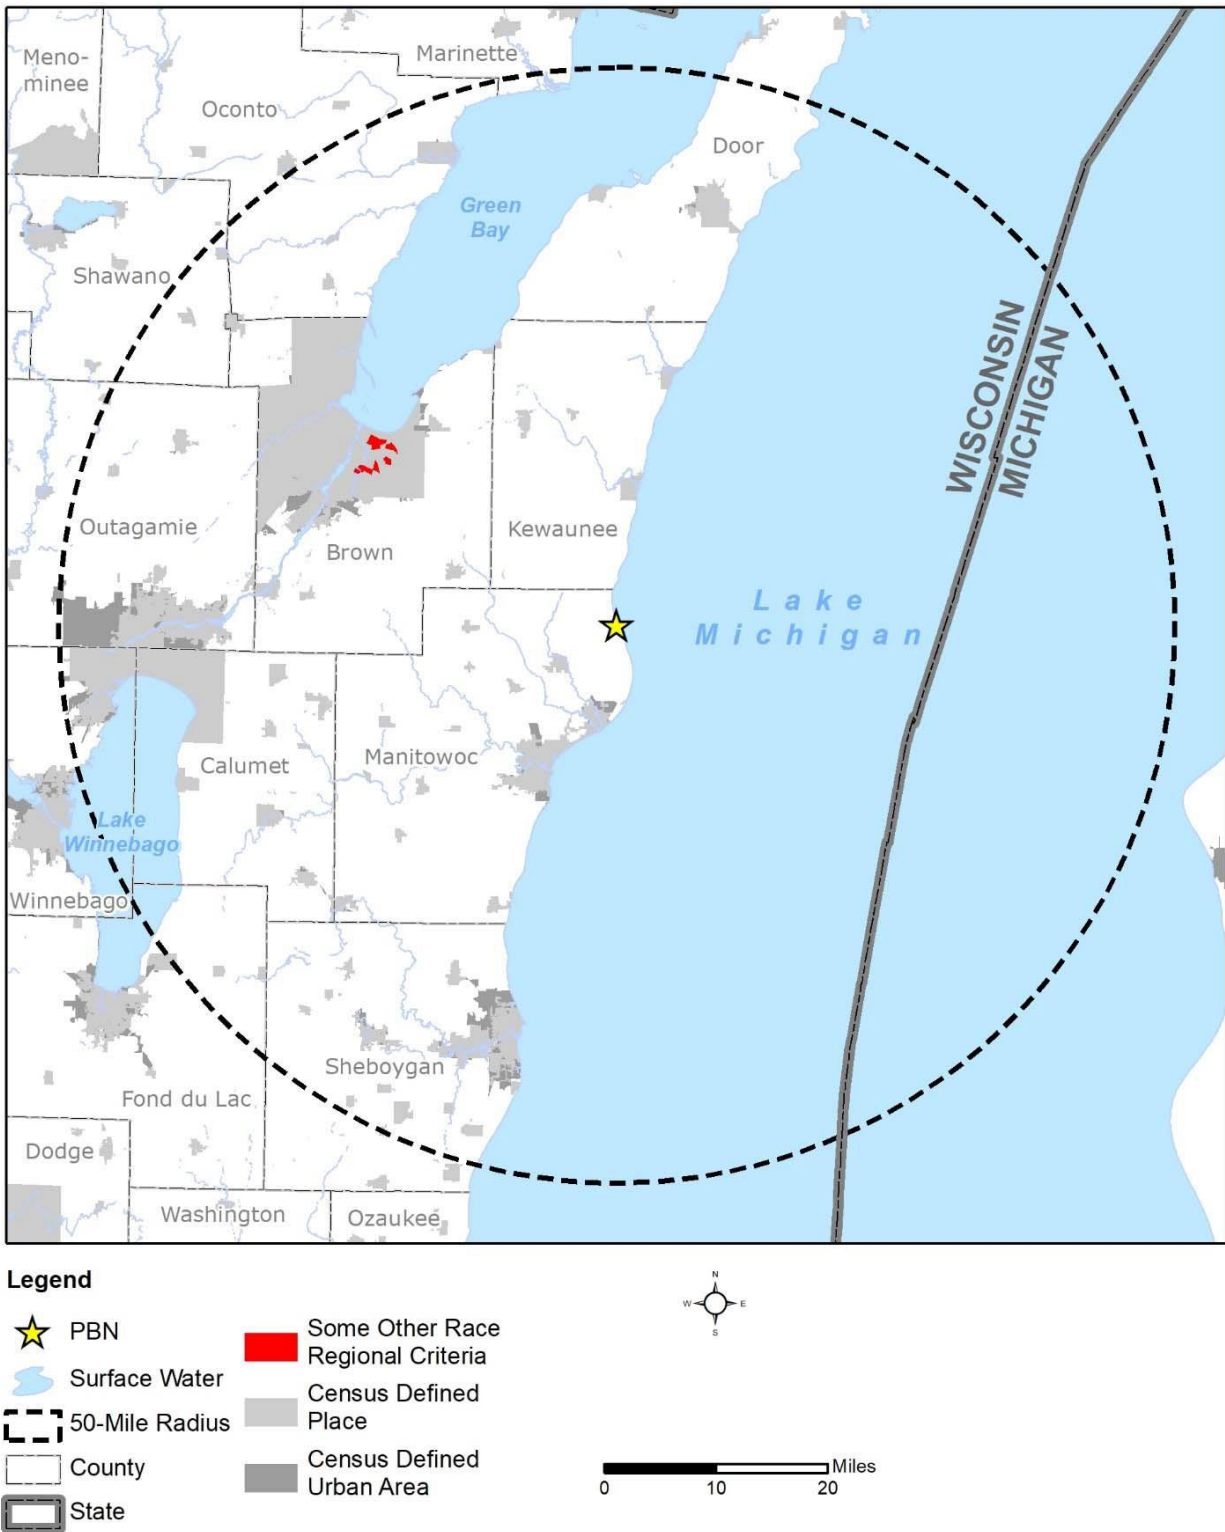 Meno-
minee
Marinette
Oconto
Door
Green
Bay
Shawano
WISCONSIN
MICHIGAN
Outagamie
Brown
Kewaunee
Lake
Michigan
Calumet
Manitowoc
Lake
Winnebago
Winnebago
Sheboygan
Fond du Lac
Dodge
Washington
Ozaukee
Legend
PBN
Surface Water
50-Mile Radius
County
State
Some Other Race
Regional Criteria
Census Defined
Place
Census Defined
Urban Area
N
W
E
S
Miles
0
10
20